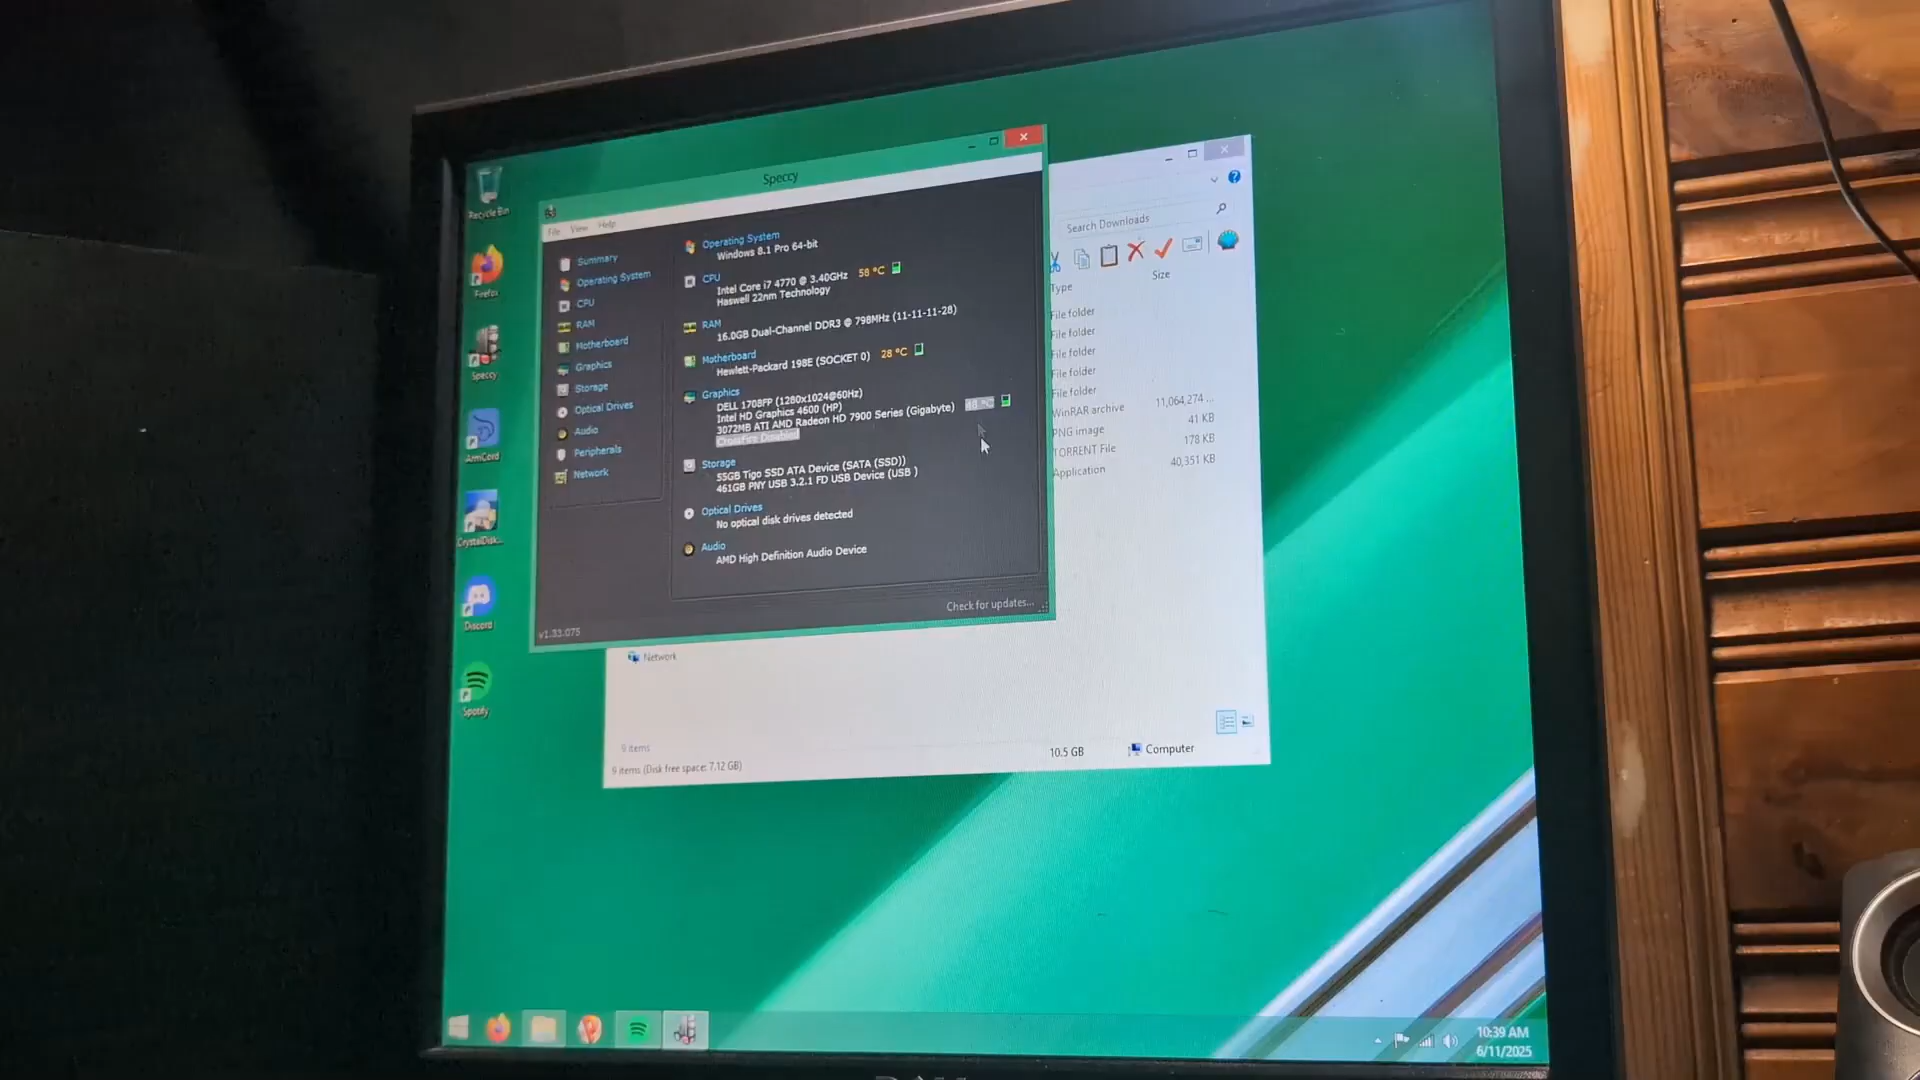 Recycle Bin
Firefox
Speccy
ArmCord
CrystalDisk...
Discord
Spotify
Speccy
File View Help
Summary
Operating System
CPU
RAM
Motherboard
Graphics
Storage
Optical Drives
Audio
Peripherals
Network
Operating System
Windows 8.1 Pro 64-bit
CPU
Intel Core i7 4770 @ 3.40GHz 58 °C
Haswell 22nm Technology
RAM
16.0GB Dual-Channel DDR3 @ 798MHz (11-11-11-28)
Motherboard
Hewlett-Packard 198E (SOCKET 0) 28 °C
Graphics
DELL 1708FP (1280x1024@60Hz)
Intel HD Graphics 4600 (HP)
3072MB ATI AMD Radeon HD 7900 Series (Gigabyte)
CrossFire Disabled
Storage
55GB Tigo SSD ATA Device (SATA (SSD))
461GB PNY USB 3.2.1 FD USB Device (USB )
Optical Drives
No optical disk drives detected
Audio
AMD High Definition Audio Device
Check for updates...
v1.33.075
Search Downloads
Type Size
File folder
File folder
File folder
File folder
File folder
WinRAR archive 11,064,274 ...
PNG image 41 KB
TORRENT File 178 KB
Application 40,351 KB
Network
9 items
9 items (Disk free space: 7.12 GB) 10.5 GB Computer
10:39 AM
6/11/2025